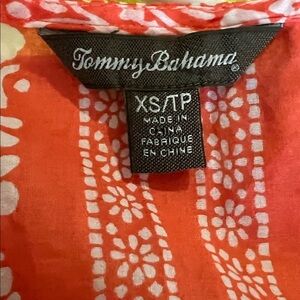 Tommy Bahama®
XS/TP
MADE IN
CHINA
FABRIQUE
EN CHINE